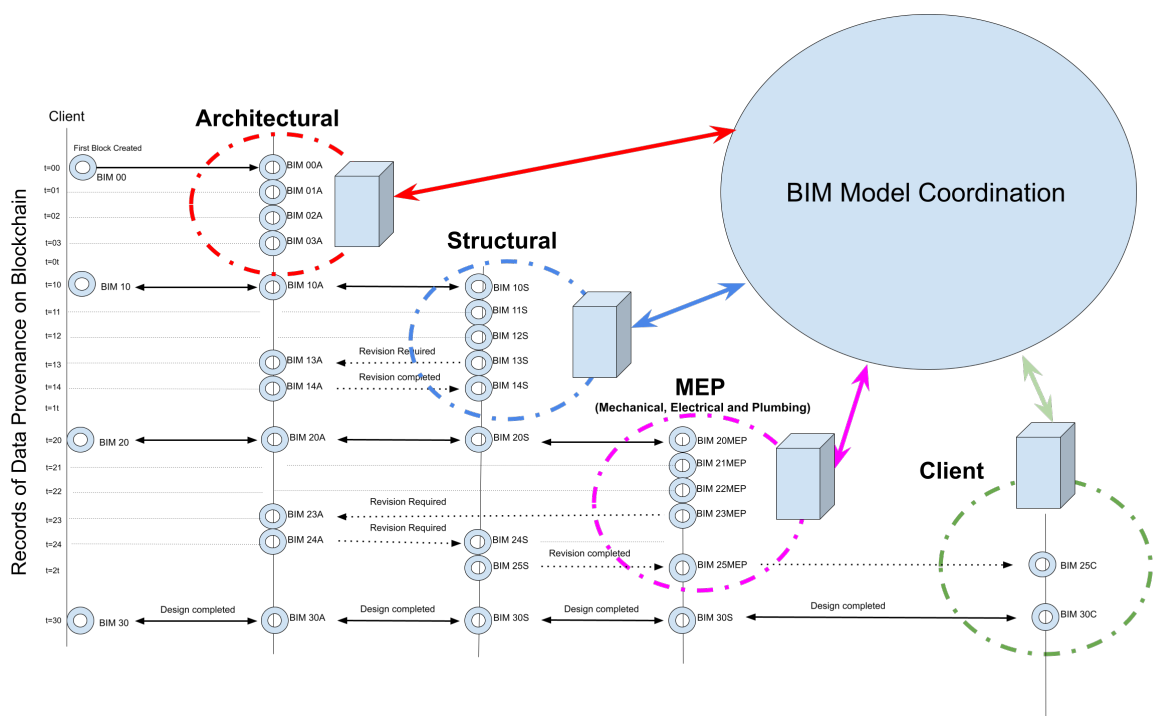 Records of Data Provenance on Blockchain
Client
Architectural
BIM Model Coordination
First Block Created
t=00
BIM 00
BIM 00A
t=01
BIM 01A
t=02
BIM 02A
t=03
BIM 03A
t=0t
Structural
t=10
BIM 10
BIM 10A
BIM 10S
t=11
BIM 11S
t=12
BIM 12S
Revision Required
t=13
BIM 13A
BIM 13S
Revision completed
t=14
BIM 14A
BIM 14S
t=1t
MEP
(Mechanical, Electrical and Plumbing)
t=20
BIM 20
BIM 20A
BIM 20S
BIM 20MEP
t=21
BIM 21MEP
Client
t=22
BIM 22MEP
Revision Required
t=23
BIM 23A
BIM 23MEP
Revision Required
t=24
BIM 24A
BIM 24S
Revision completed
t=2t
BIM 25S
BIM 25MEP
BIM 25C
Design completed
Design completed
Design completed
Design completed
t=30
BIM 30
BIM 30A
BIM 30S
BIM 30S
BIM 30C